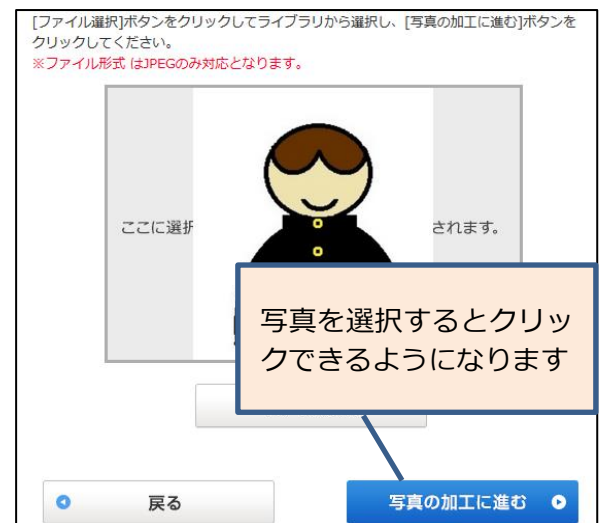 [ファイル選択]ボタンをクリックしてライブラリから選択し、[写真の加工に進む]ボタンを
クリックしてください。
※ファイル形式 はJPEGのみ対応となります。
ここに選択
されます。
写真を選択するとクリッ
クできるようになります
戻る
写真の加工に進む